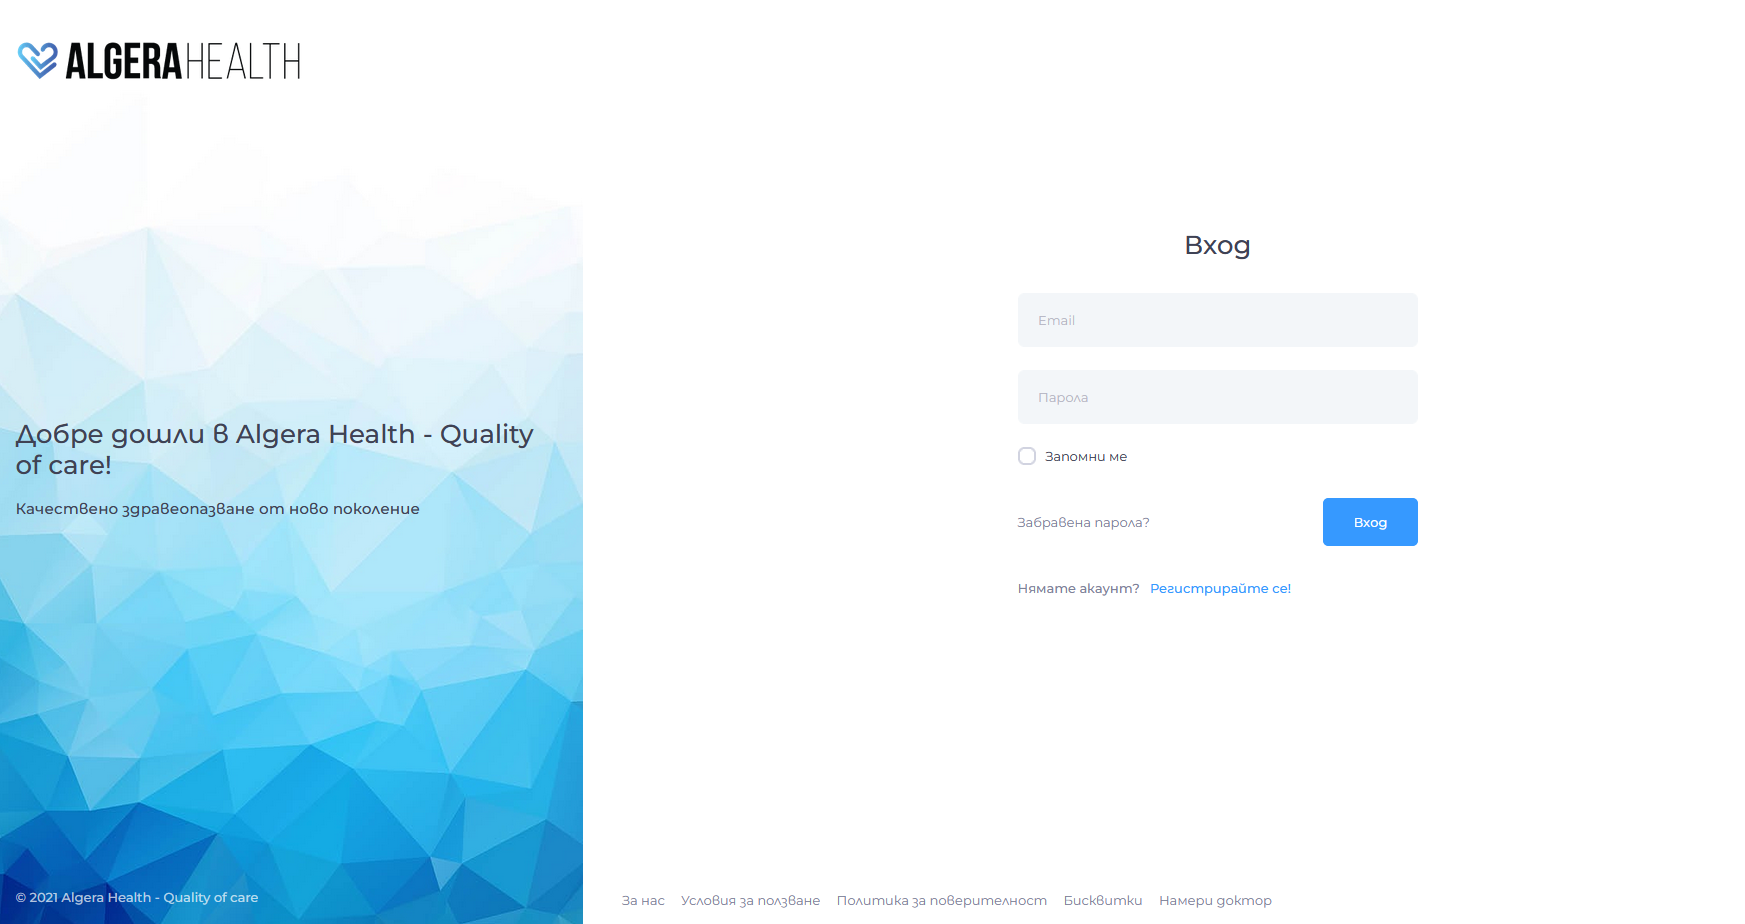 ALGERAHEALTH
Добре дошли в Algera Health - Quality
of care!
Качествено здравеопазване от ново поколение
© 2021 Algera Health - Quality of care
Вход
Email
Парола
Запомни ме
Забравена парола?
Вход
Нямате акаунт? Регистрирайте се!
За нас Условия за ползване Политика за поверителност Бисквитки Намери доктор